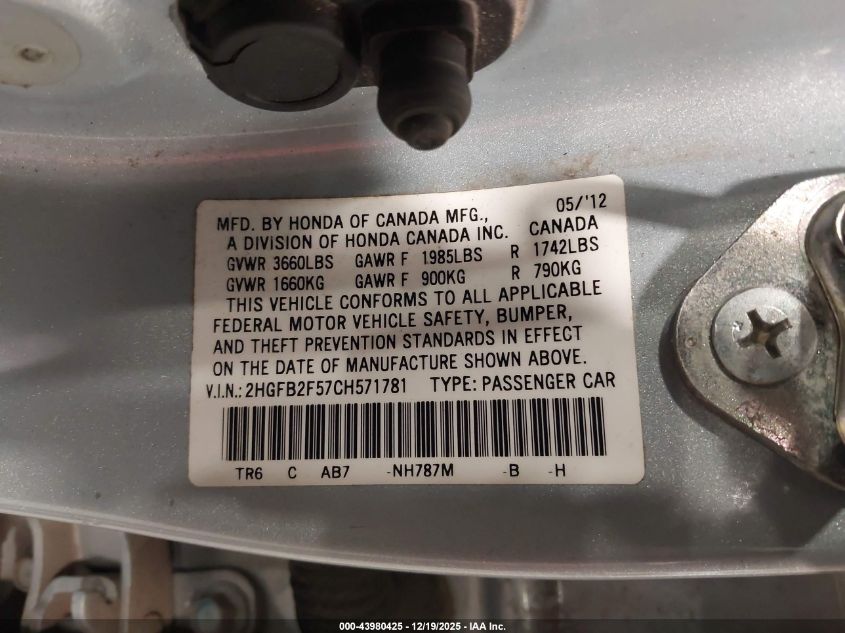 05/'12
MFD. BY HONDA OF CANADA MFG.,
A DIVISION OF HONDA CANADA INC. CANADA
GVWR 3660LBS GAWR F 1985LBS R 1742LBS
GVWR 1660KG GAWR F 900KG R 790KG
THIS VEHICLE CONFORMS TO ALL APPLICABLE
FEDERAL MOTOR VEHICLE SAFETY, BUMPER,
AND THEFT PREVENTION STANDARDS IN EFFECT
ON THE DATE OF MANUFACTURE SHOWN ABOVE.
V.I.N.: 2HGFB2F57CH571781 TYPE: PASSENGER CAR
TR6 C AB7 -NH787M -B -H
000-43980425 - 12/19/2025 - IAA Inc.